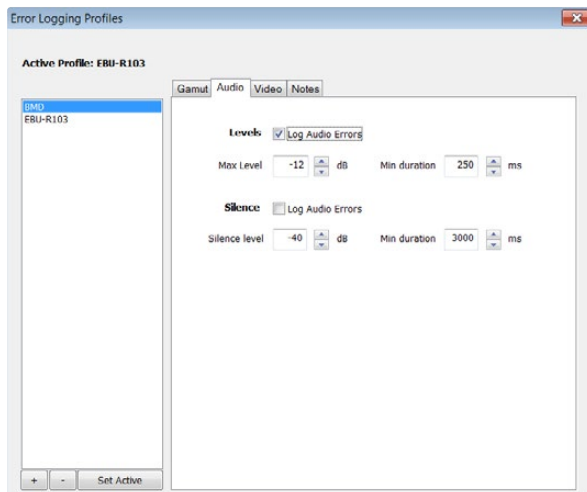 Error Logging Profiles
Active Profile: EBU-R103
BMD
EBU-R103
Gamut Audio Video Notes
Levels Log Audio Errors
Max Level -12 dB Min duration 250 ms
Silence Log Audio Errors
Silence level -40 dB Min duration 3000 ms
+ - Set Active